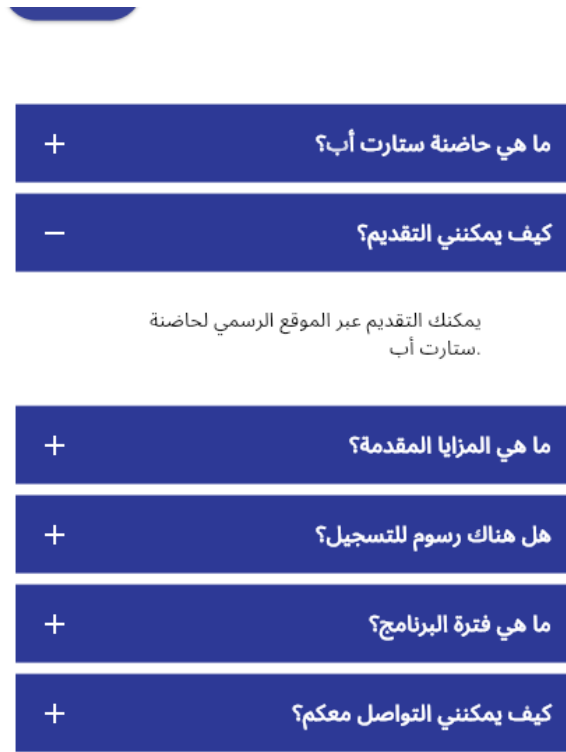 ما هي حاضنة ستارت أب؟
كيف يمكنني التقديم؟
يمكنك التقديم عبر الموقع الرسمي لحاضنة
.ستارت أب
ما هي المزايا المقدمة؟
هل هناك رسوم للتسجيل؟
ما هي فترة البرنامج؟
كيف يمكنني التواصل معكم؟